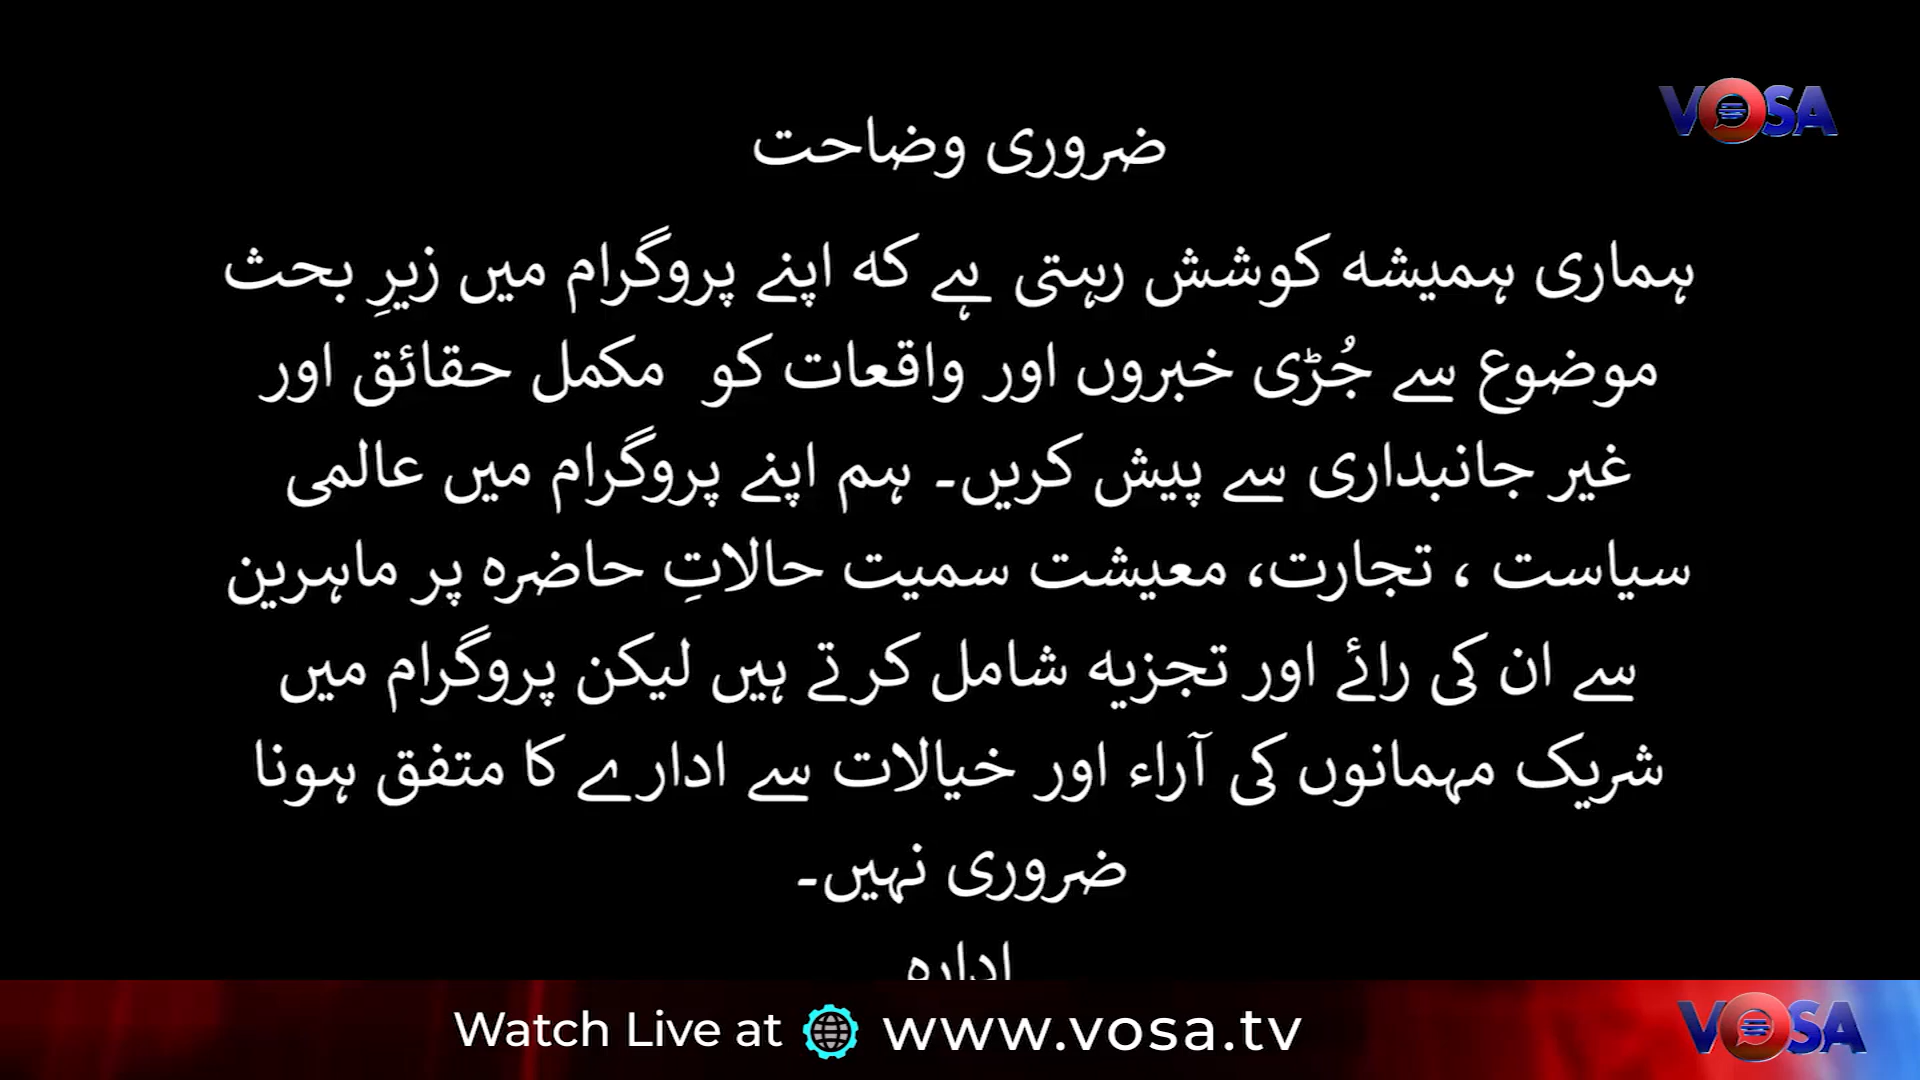 VOSA
ضروری وضاحت
ہماری ہمیشہ کوشش رہتی ہے کہ اپنے پروگرام میں زیرِ بحث
موضوع سے جُڑی خبروں اور واقعات کو مکمل حقائق اور
غیر جانبداری سے پیش کریں۔ ہم اپنے پروگرام میں عالمی
سیاست ، تجارت، معیشت سمیت حالاتِ حاضرہ پر ماہرین
سے ان کی رائے اور تجزیہ شامل کرتے ہیں لیکن پروگرام میں
شریک مہمانوں کی آراء اور خیالات سے ادارے کا متفق ہونا
ضروری نہیں۔
ادارہ
Watch Live at www.vosa.tv
VOSA